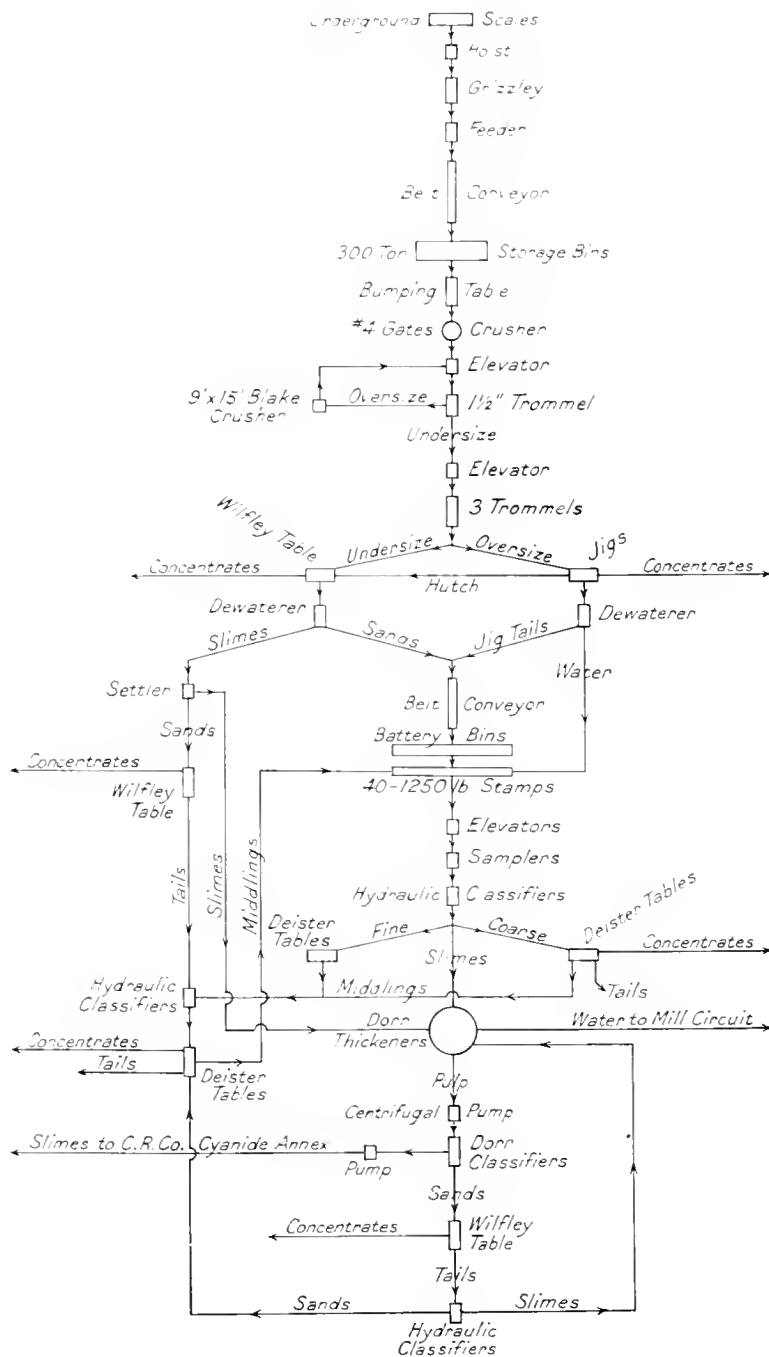 Underground Scales
Hoist
Grizzley
Feeder
Belt Conveyor
300 Ton Storage Bins
Bumping Table
#4 Gates Crusher
Elevator
9'x15' Blake
Crusher
Oversize
1½" Trommel
Undersize
Elevator
3 Trommels
Wilfley Table
Undersize
Oversize
Jigs
Concentrates
Hutch
Concentrates
Dewaterer
Dewaterer
Slimes
Sands
Jig Tails
Water
Settler
Sands
Belt Conveyor
Battery Bins
Concentrates
Wilfley
Table
40-1250 lb Stamps
Elevators
Samplers
Tails
Slimes
Middlings
Hydraulic Classifiers
Deister
Tables
Fine
Coarse
Slimes
Deister Tables
Concentrates
Tails
Hydraulic
Classifiers
Middlings
Dorr
Thickeners
Water to Mill Circuit
Concentrates
Tails
Deister
Tables
Pulp
Centrifugal Pump
Slimes to C.R.Co. Cyanide Annex
Pump
Dorr
Classifiers
Sands
Concentrates
Wilfley
Table
Tails
Sands
Slimes
Hydraulic
Classifiers